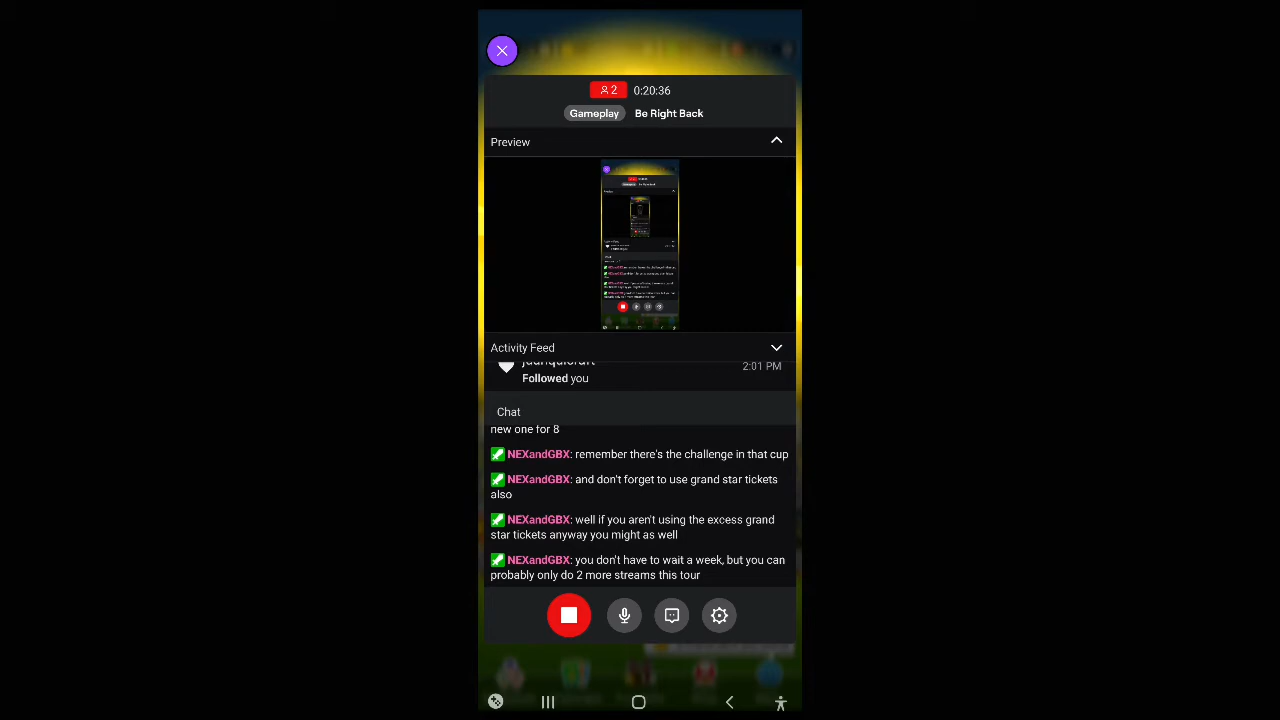 2 0:20:36
Gameplay Be Right Back
Preview
Activity Feed
2:01 PM
Followed you
Chat
new one for 8
NEXandGBX: remember there's the challenge in that cup
NEXandGBX: and don't forget to use grand star tickets
also
NEXandGBX: well if you aren't using the excess grand
star tickets anyway you might as well
NEXandGBX: you don't have to wait a week, but you can
probably only do 2 more streams this tour